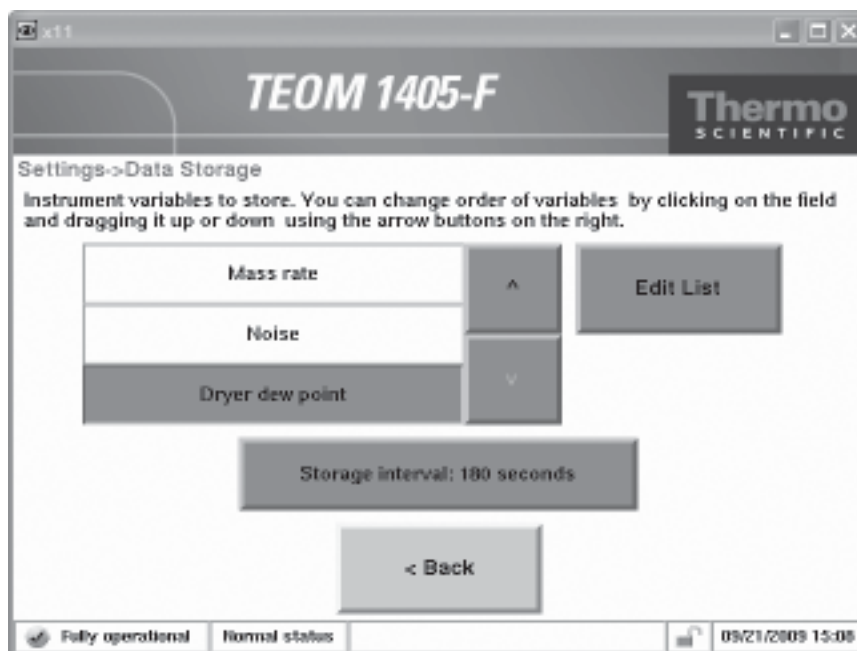 x11
TEOM 1405-F
Thermo
SCIENTIFIC
Settings->Data Storage
Instrument variables to store. You can change order of variables by clicking on the field
and dragging it up or down using the arrow buttons on the right.
Mass rate
^
Edit List
Noise
Dryer dew point
v
Storage interval: 180 seconds
< Back
Fully operational
Normal status
09/21/2009 15:08